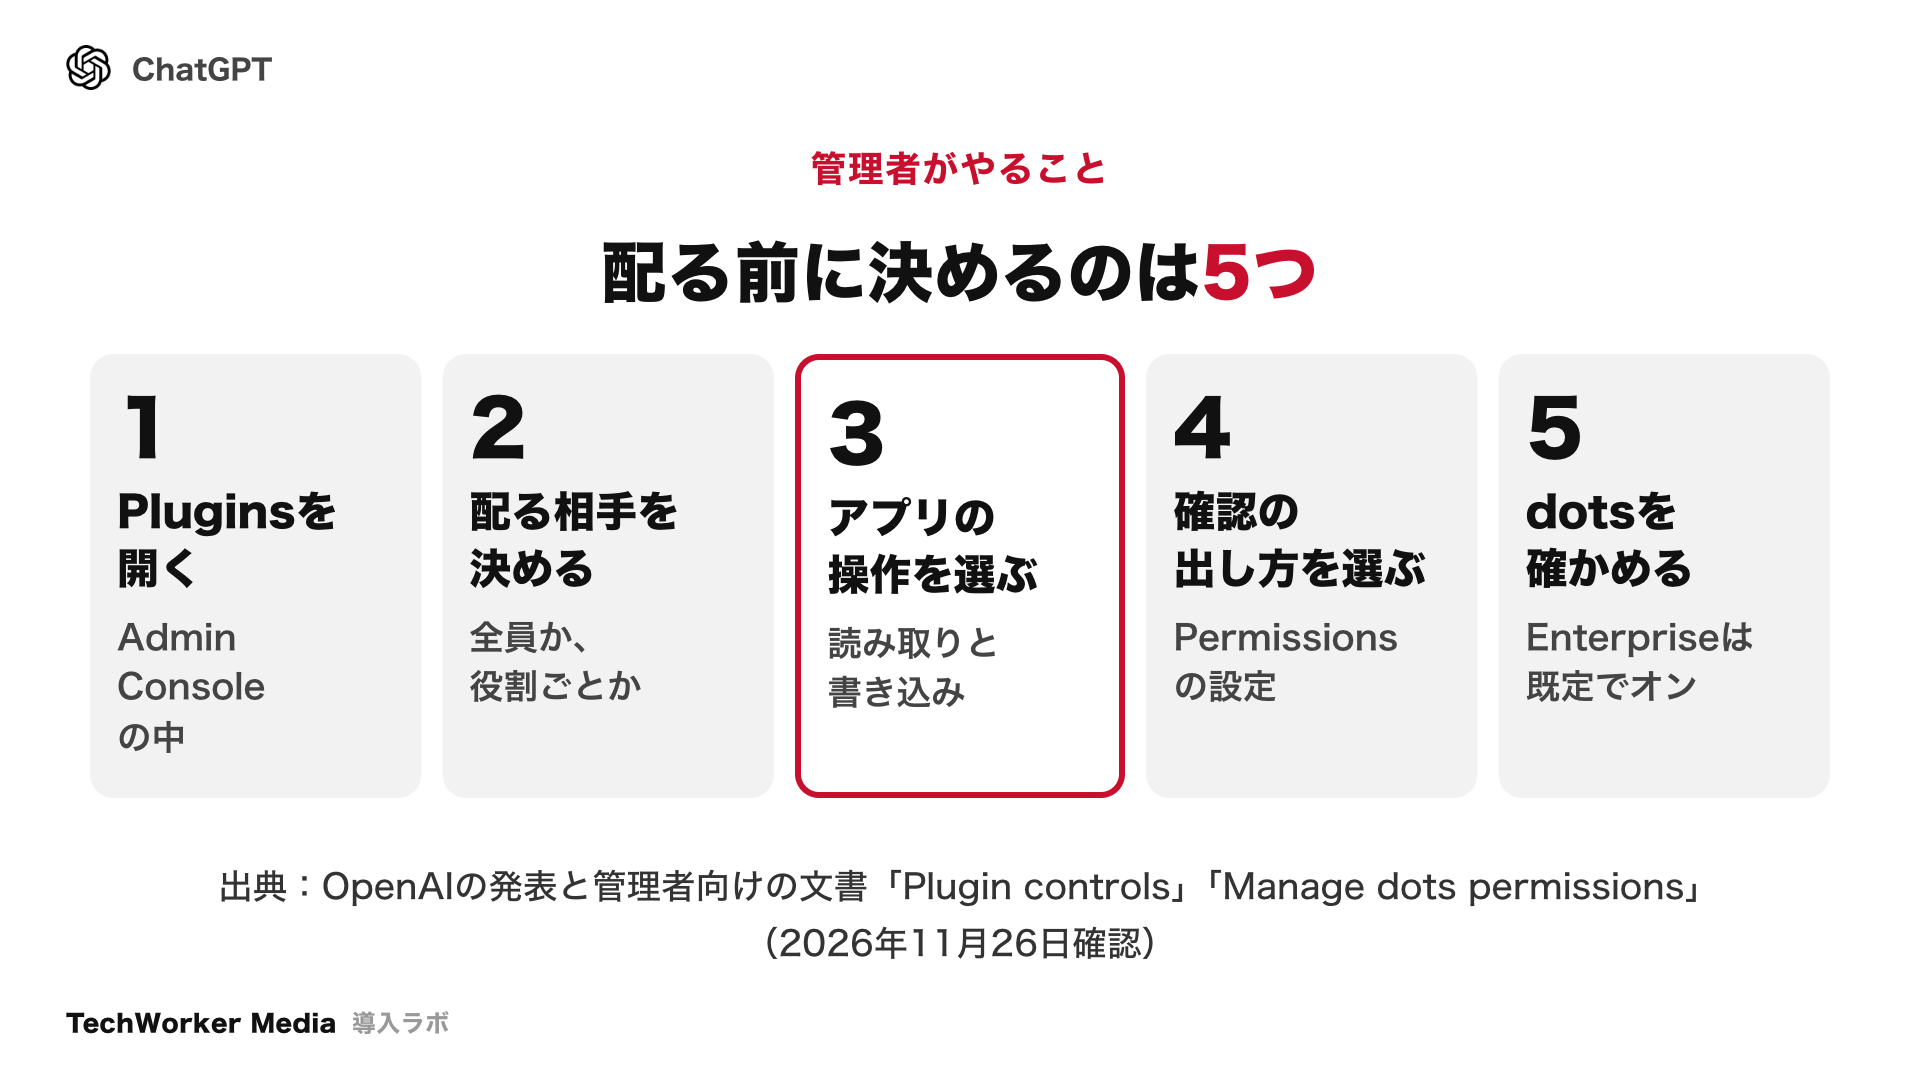 ChatGPT
管理者がやること
配る前に決めるのは5つ
1
Pluginsを
開く
Admin
Console
の中
2
配る相手を
決める
全員か、
役割ごとか
3
アプリの
操作を選ぶ
読み取りと
書き込み
4
確認の
出し方を選ぶ
Permissions
の設定
5
dotsを
確かめる
Enterpriseは
既定でオン
出典：OpenAIの発表と管理者向けの文書「Plugin controls」「Manage dots permissions」
（2026年11月26日確認）
TechWorker Media 導入ラボ